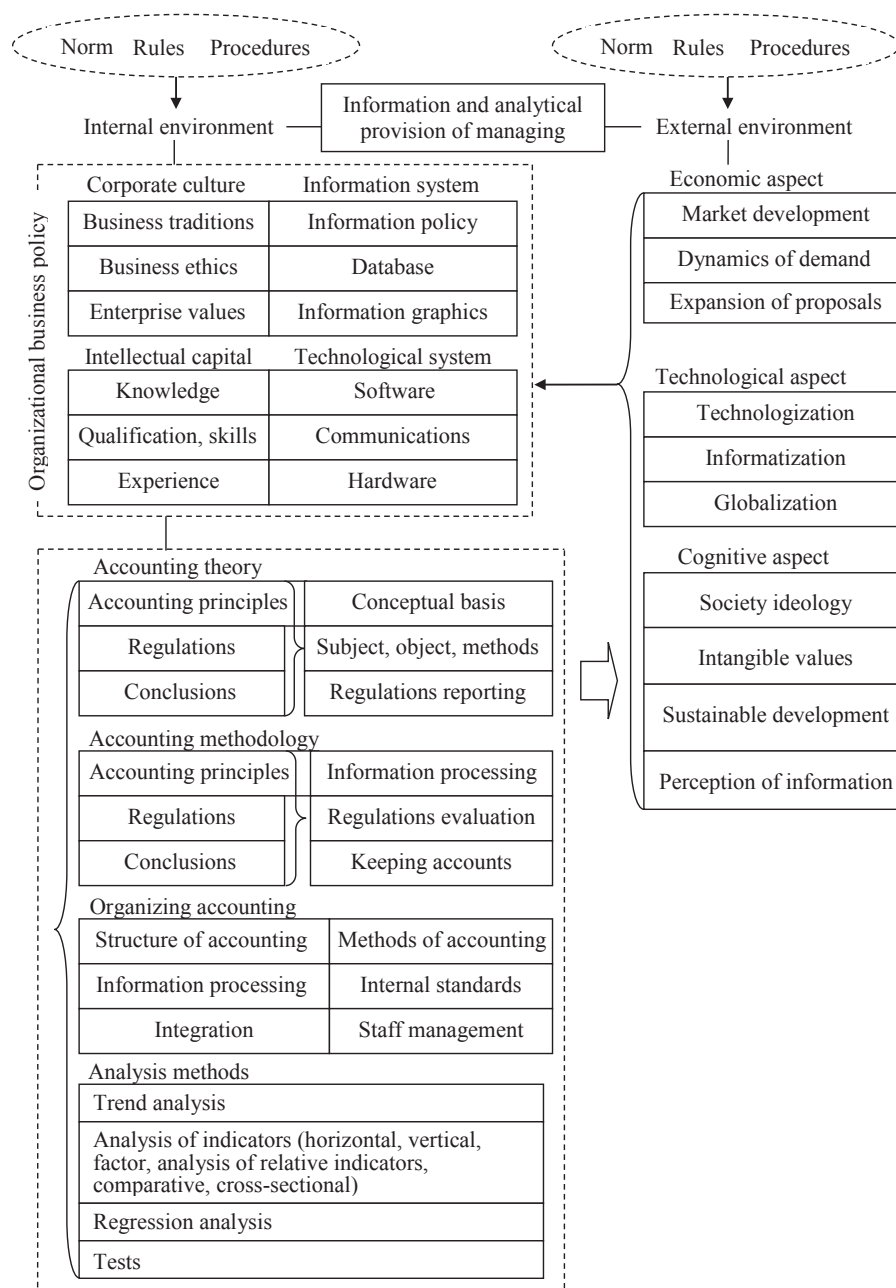 Norm Rules Procedures
Norm Rules Procedures
Information and analytical
provision of managing
Internal environment
External environment
Organizational business policy
Corporate culture
Information system
Business traditions
Information policy
Business ethics
Database
Enterprise values
Information graphics
Intellectual capital
Technological system
Knowledge
Software
Qualification, skills
Communications
Experience
Hardware
Economic aspect
Market development
Dynamics of demand
Expansion of proposals
Technological aspect
Technologization
Informatization
Globalization
Cognitive aspect
Society ideology
Intangible values
Sustainable development
Perception of information
Accounting theory
Accounting principles
Conceptual basis
Regulations
Subject, object, methods
Conclusions
Regulations reporting
Accounting methodology
Accounting principles
Information processing
Regulations
Regulations evaluation
Conclusions
Keeping accounts
Organizing accounting
Structure of accounting
Methods of accounting
Information processing
Internal standards
Integration
Staff management
Analysis methods
Trend analysis
Analysis of indicators (horizontal, vertical,
factor, analysis of relative indicators,
comparative, cross-sectional)
Regression analysis
Tests